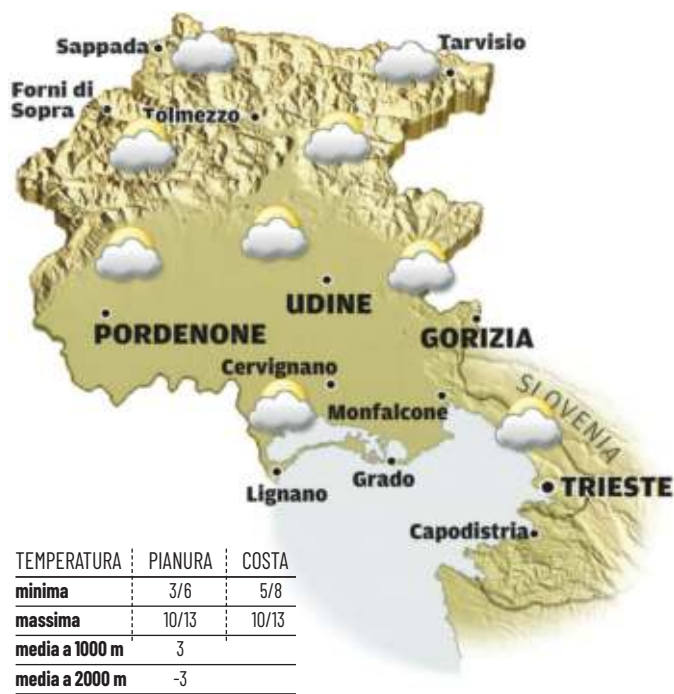 Sappada
Tarvisio
Forni di
Sopra
Tolmezzo
UDINE
PORDENONE
GORIZIA
Cervignano
SLOVENIA
Monfalcone
Grado
Lignano
TRIESTE
Capodistria
TEMPERATURA PIANURA COSTA
minima 3/6 5/8
massima 10/13 10/13
media a 1000 m 3
media a 2000 m -3